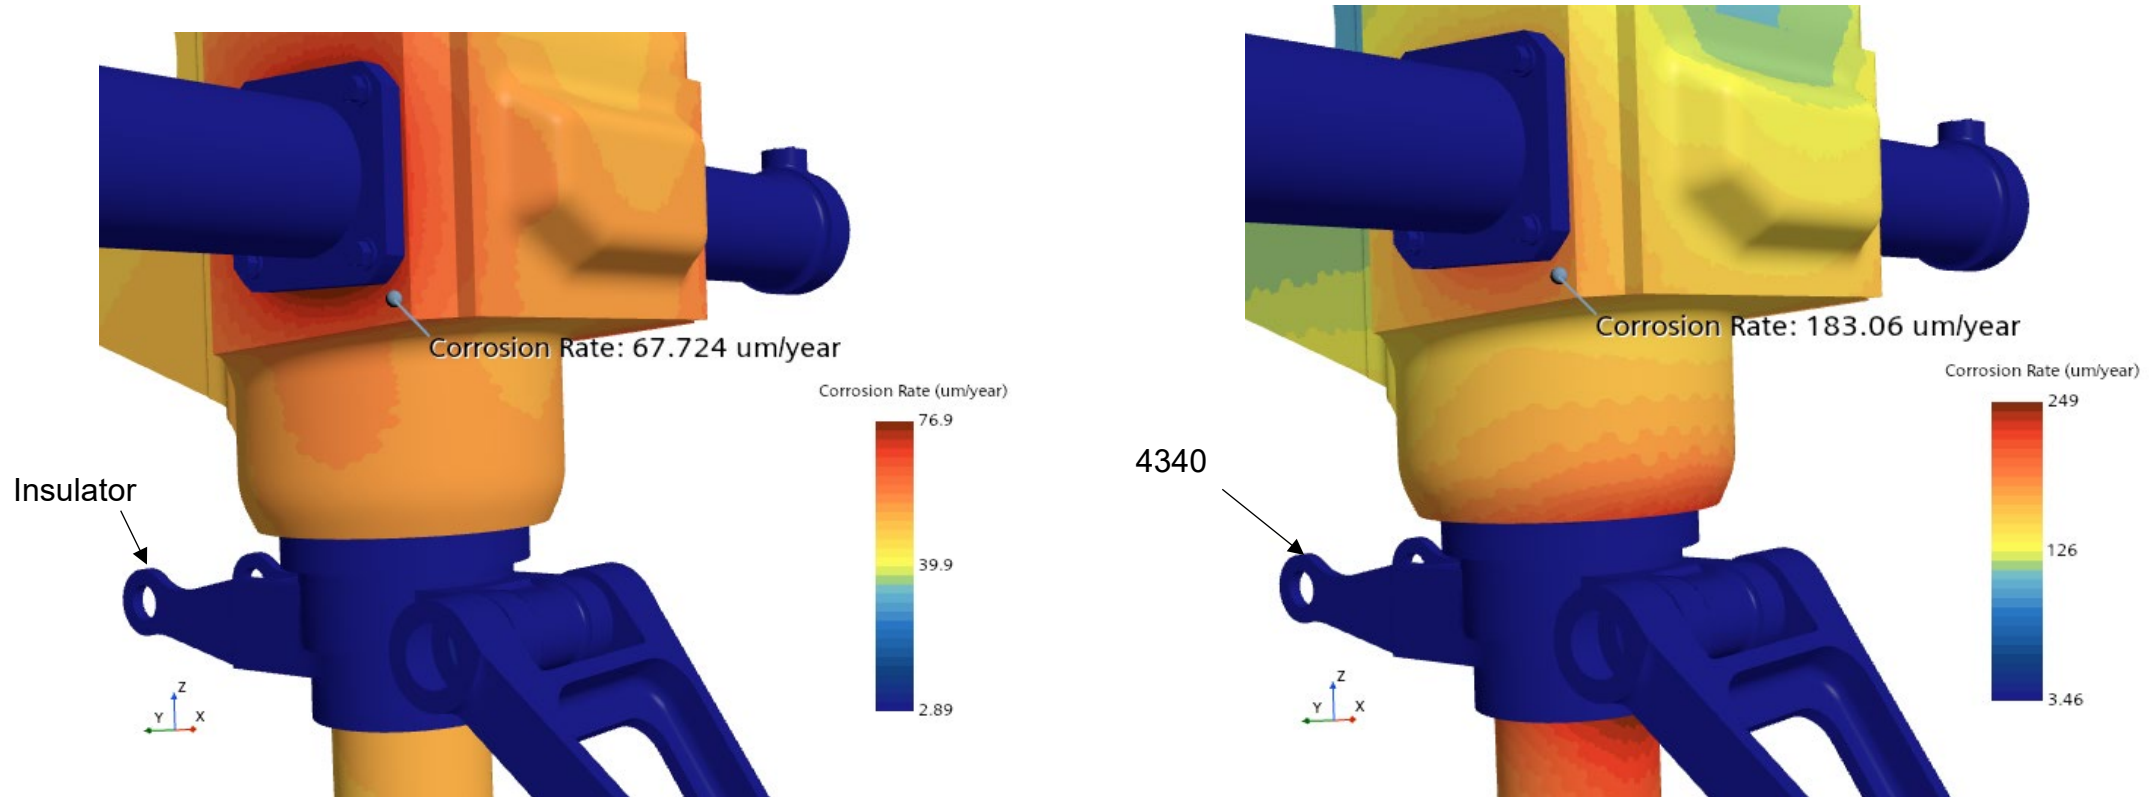 Corrosion Rate: 67.724 um/year
Corrosion Rate (um/year)
76.9
39.9
2.89
Insulator
Z
Y
X
Corrosion Rate: 183.06 um/year
Corrosion Rate (um/year)
249
126
3.46
4340
Z
Y
X